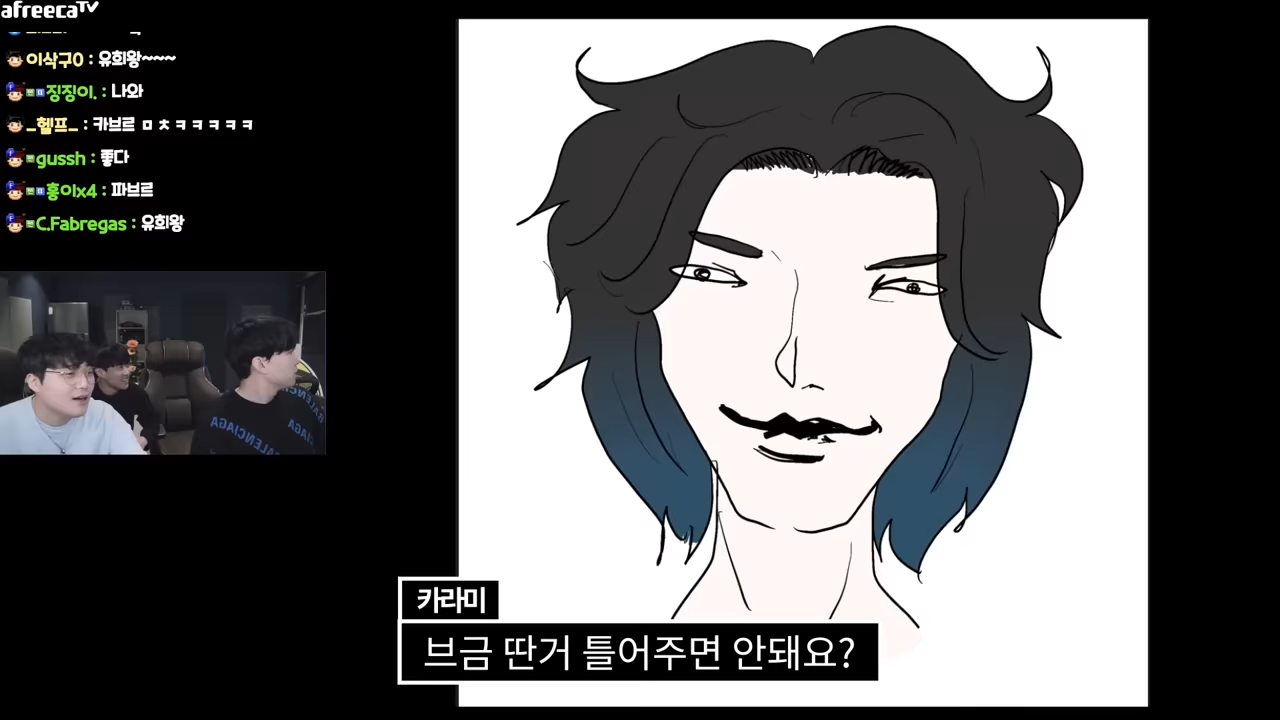 afreecaTV
이삭구0 : 유희왕~~~
징징이. : 나와
_헬프_ : 카브르 ㅁㅊㅋㅋㅋㅋㅋ
gussh : 좋다
홍이x4 : 파브르
C.Fabregas : 유희왕
BALENCIAGA
BALENCIAGA
카라미
브금 딴거 틀어주면 안돼요?